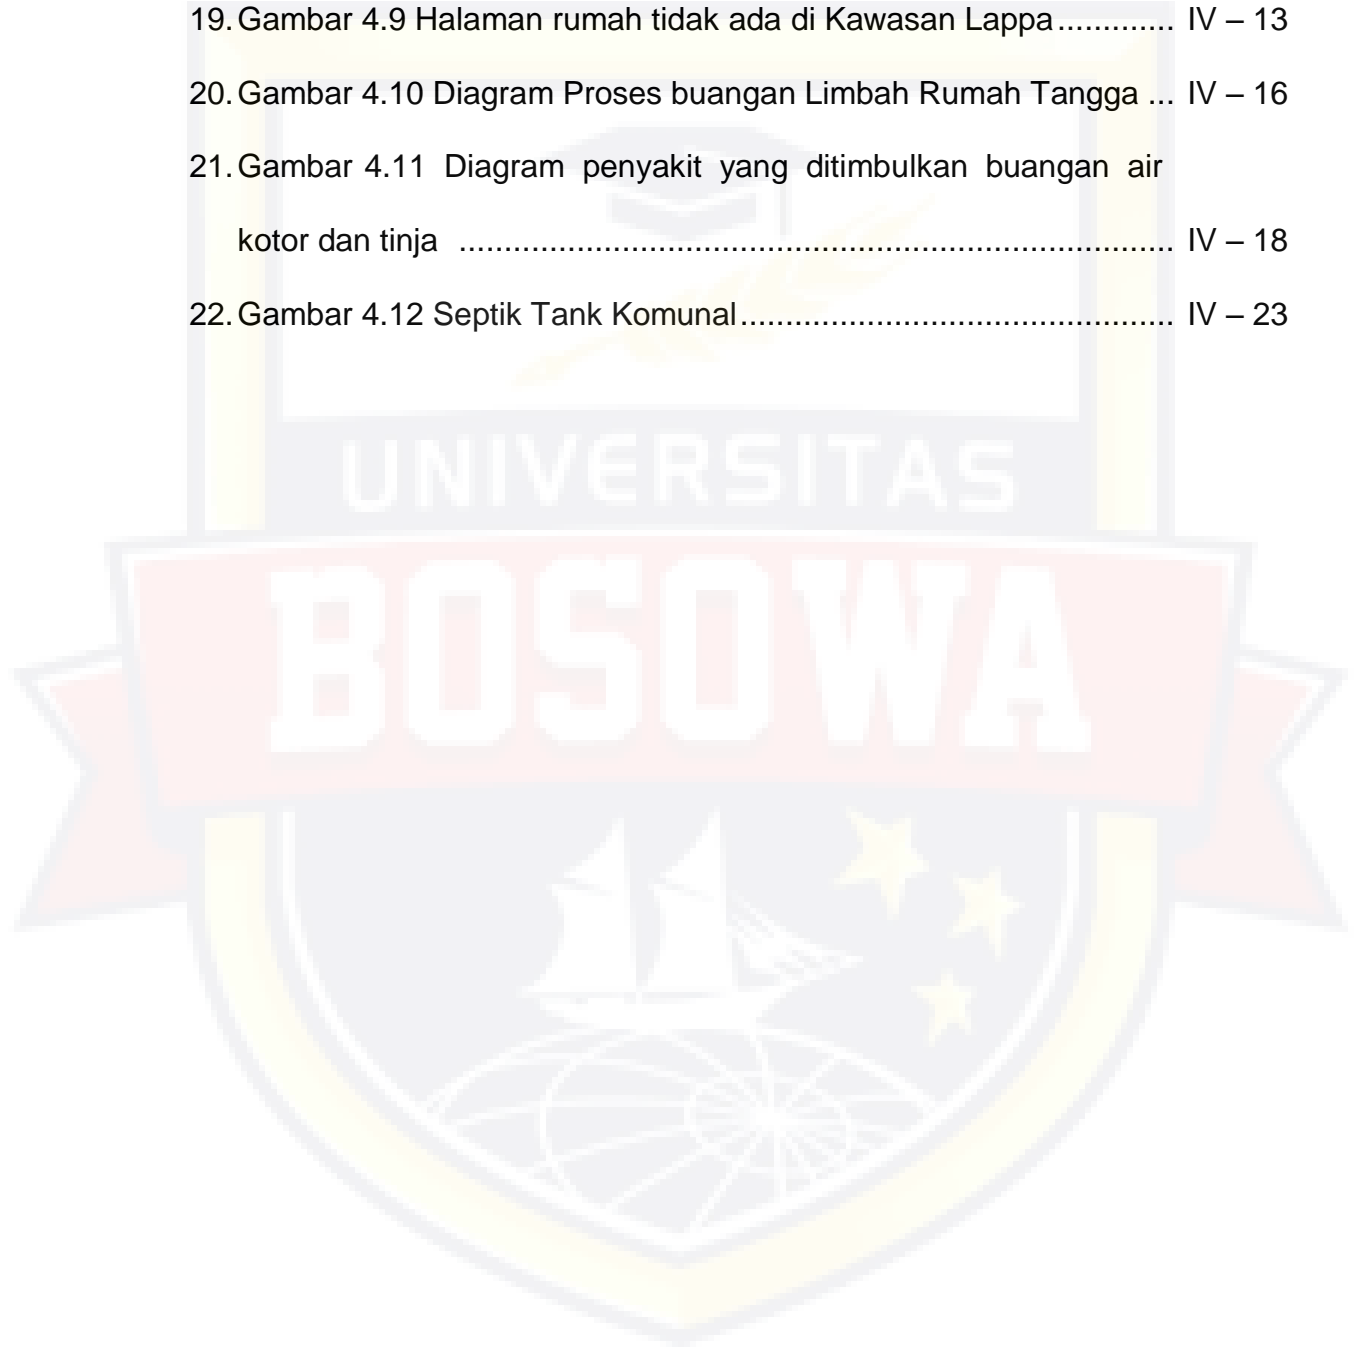 19. Gambar 4.9 Halaman rumah tidak ada di Kawasan Lappa ............. IV – 13
20. Gambar 4.10 Diagram Proses buangan Limbah Rumah Tangga ... IV – 16
21. Gambar 4.11 Diagram penyakit yang ditimbulkan buangan air
kotor dan tinja ................................................................................ IV – 18
22. Gambar 4.12 Septik Tank Komunal ................................................ IV – 23
UNIVERSITAS
BOSOWA